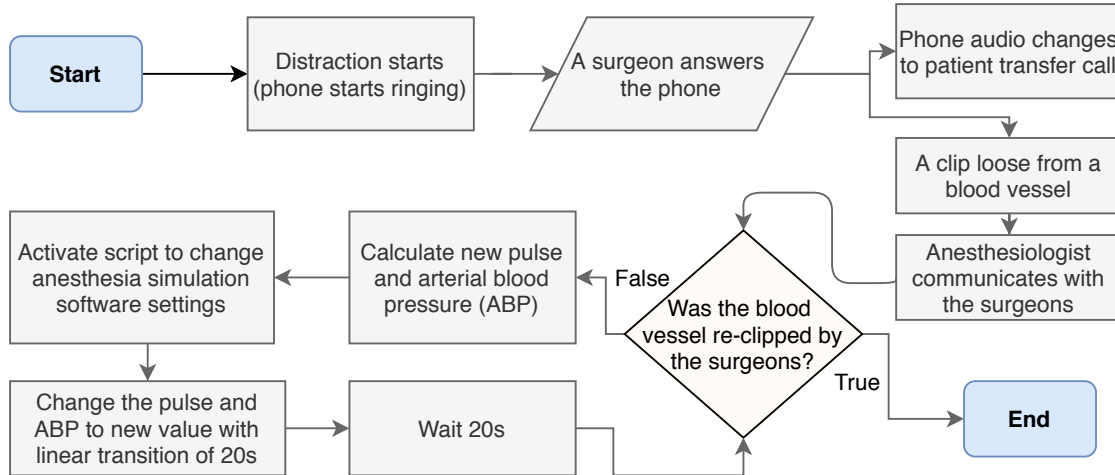 Start
Distraction starts
(phone starts ringing)
A surgeon answers
the phone
Phone audio changes
to patient transfer call
A clip loose from a
blood vessel
Anesthesiologist
communicates with
the surgeons
Was the blood
vessel re-clipped by
the surgeons?
False
True
Calculate new pulse
and arterial blood
pressure (ABP)
Activate script to change
anesthesia simulation
software settings
Change the pulse and
ABP to new value with
linear transition of 20s
Wait 20s
End